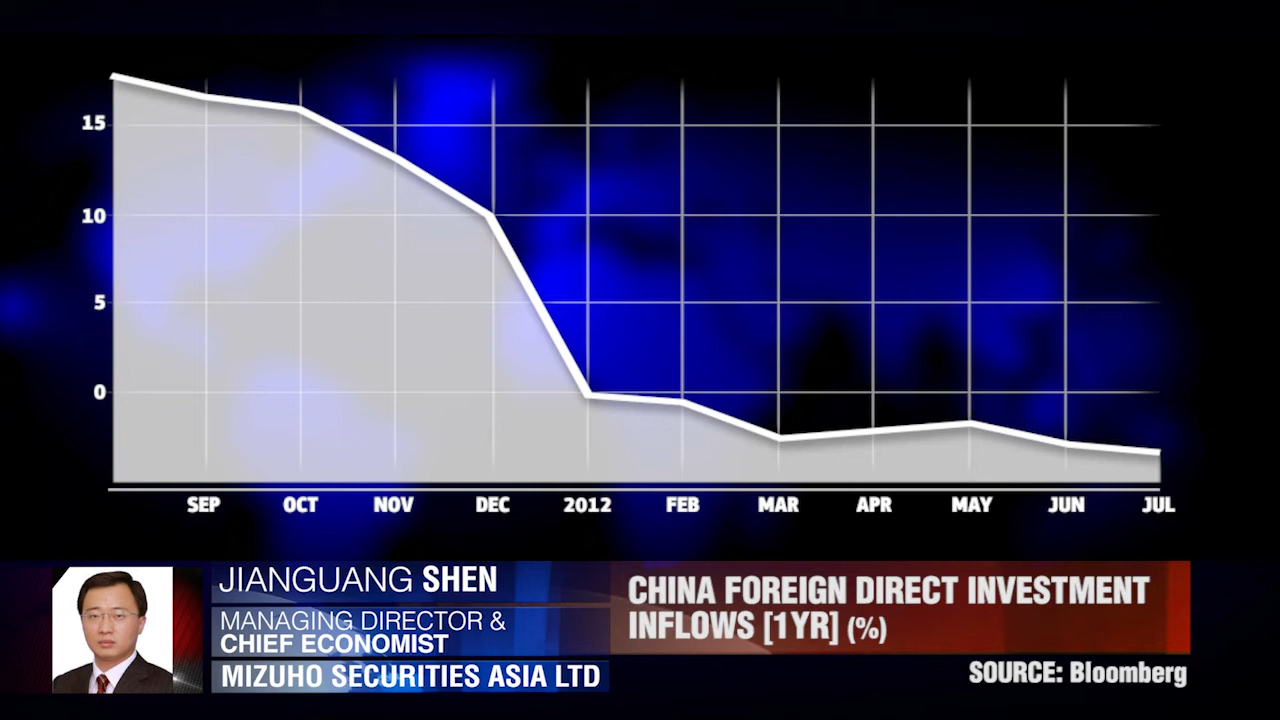 15
10
5
0
SEP OCT NOV DEC 2012 FEB MAR APR MAY JUN JUL
JIANGUANG SHEN
MANAGING DIRECTOR &
CHIEF ECONOMIST
MIZUHO SECURITIES ASIA LTD
CHINA FOREIGN DIRECT INVESTMENT
INFLOWS [1YR] (%)
SOURCE: Bloomberg